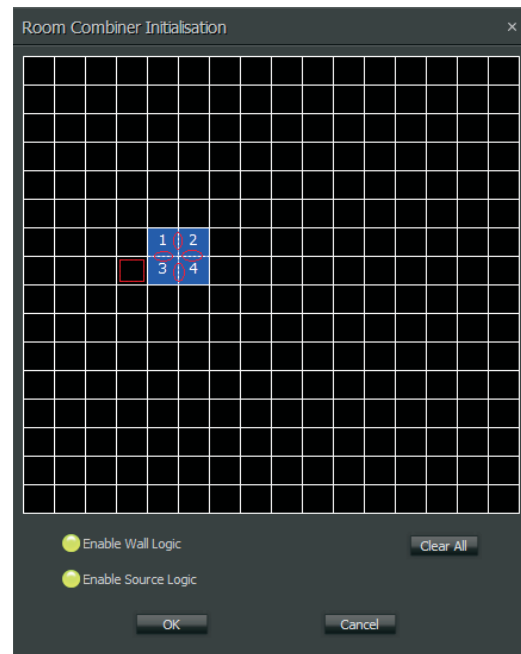 Room Combiner Initialisation ×
1 2
3 4
Enable Wall Logic Clear All
Enable Source Logic
OK Cancel